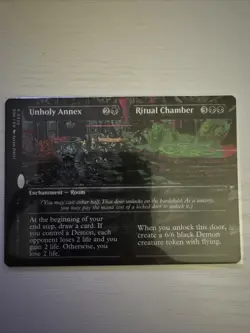 Unholy Annex 2
Ritual Chamber 3
Enchantment — Room
(You may cast either half. That door unlocks on the battlefield. As a sorcery,
you may pay the mana cost of a locked door to unlock it.)
At the beginning of your
end step, draw a card. If
you control a Demon, each
opponent loses 2 life and you
gain 2 life. Otherwise, you
lose 2 life.
When you unlock this door,
create a 6/6 black Demon
creature token with flying.